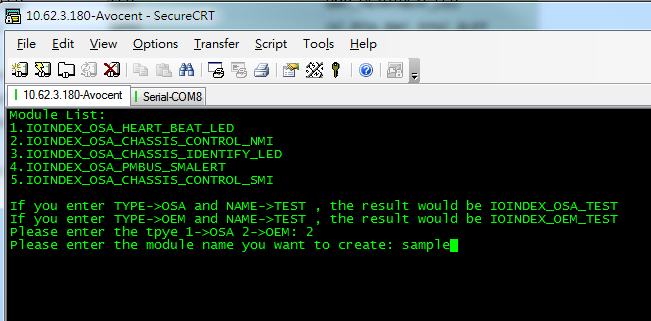 10.62.3.180-Avocent - SecureCRT
File Edit View Options Transfer Script Tools Help
10.62.3.180-Avocent Serial-COM8
Module List:
1.IOINDEX_OSA_HEART_BEAT_LED
2.IOINDEX_OSA_CHASSIS_CONTROL_NMI
3.IOINDEX_OSA_CHASSIS_IDENTIFY_LED
4.IOINDEX_OSA_PMBUS_SMALERT
5.IOINDEX_OSA_CHASSIS_CONTROL_SMI
If you enter TYPE->OSA and NAME->TEST , the result would be IOINDEX_OSA_TEST
If you enter TYPE->OEM and NAME->TEST , the result would be IOINDEX_OEM_TEST
Please enter the tpye 1->OSA 2->OEM: 2
Please enter the module name you want to create: sample